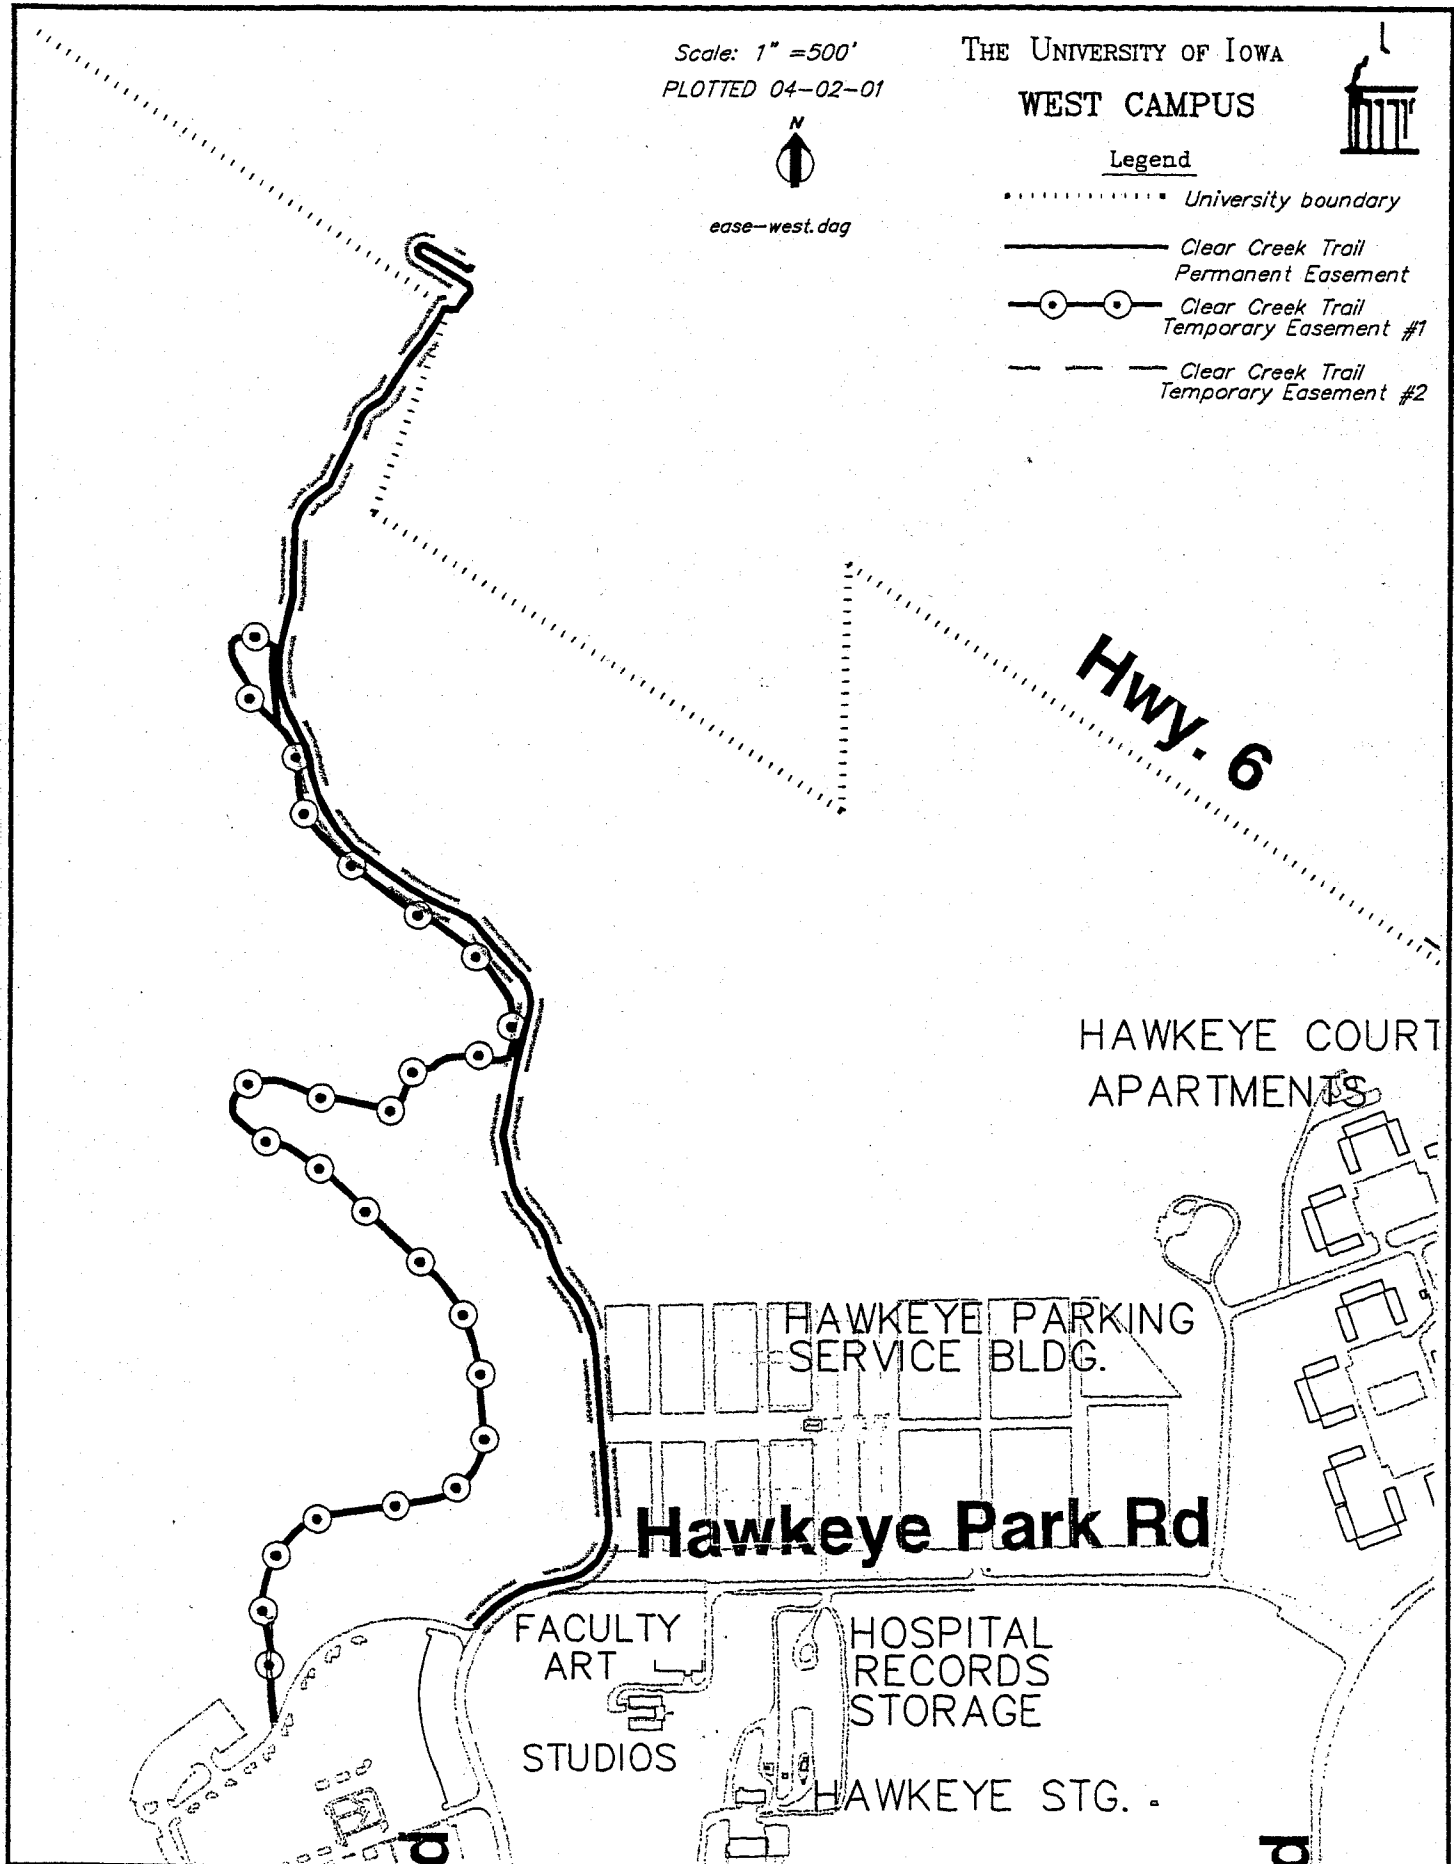 Scale: 1" =500'
PLOTTED 04-02-01
N
ease-west.dag
THE UNIVERSITY OF IOWA
WEST CAMPUS
Legend
University boundary
Clear Creek Trail
Permanent Easement
Clear Creek Trail
Temporary Easement #1
Clear Creek Trail
Temporary Easement #2
Hwy. 6
HAWKEYE COURT
APARTMENTS
HAWKEYE PARKING
SERVICE BLDG.
Hawkeye Park Rd
FACULTY
ART
STUDIOS
HOSPITAL
RECORDS
STORAGE
HAWKEYE STG.
d
d